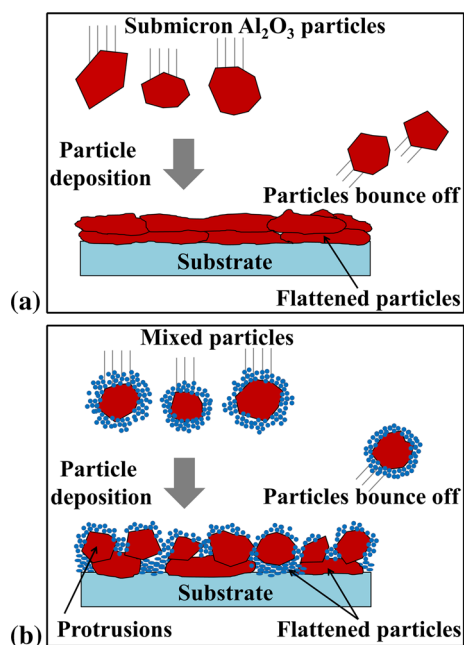 Submicron Al₂O₃ particles
Particle
deposition
Particles bounce off
Substrate
Flattened particles
(a)
Mixed particles
Particle
deposition
Particles bounce off
Substrate
Protrusions
Flattened particles
(b)